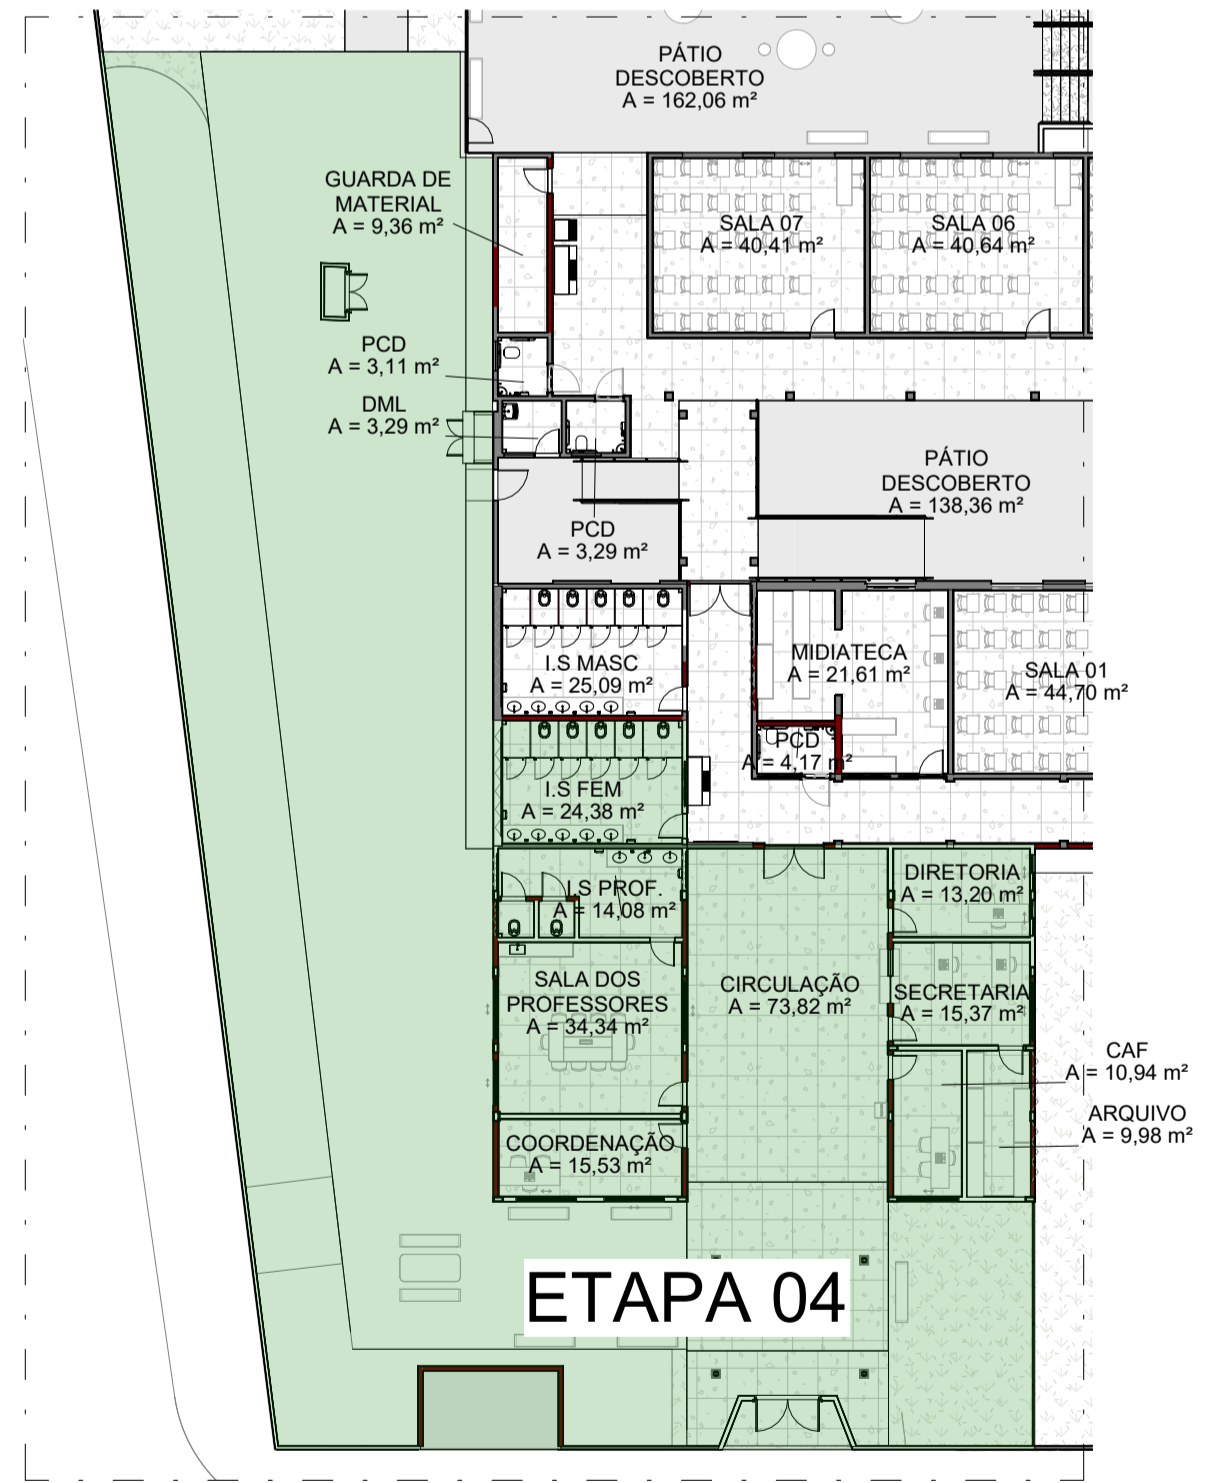 PÁTIO
DESCOBERTO
A = 162,06 m²
GUARDA DE
MATERIAL
A = 9,36 m²
SALA 07
A = 40,41 m²
SALA 06
A = 40,64 m²
PCD
A = 3,11 m²
DML
A = 3,29 m²
PÁTIO
DESCOBERTO
A = 138,36 m²
PCD
A = 3,29 m²
I.S MASC
A = 25,09 m²
MIDIATECA
A = 21,61 m²
SALA 01
A = 44,70 m²
PCD
A = 4,17 m²
I.S FEM
A = 24,38 m²
I.S PROF.
A = 14,08 m²
DIRETORIA
A = 13,20 m²
SALA DOS
PROFESSORES
A = 34,34 m²
CIRCULAÇÃO
A = 73,82 m²
SECRETARIA
A = 15,37 m²
CAF
A = 10,94 m²
ARQUIVO
A = 9,98 m²
COORDENAÇÃO
A = 15,53 m²
ETAPA 04